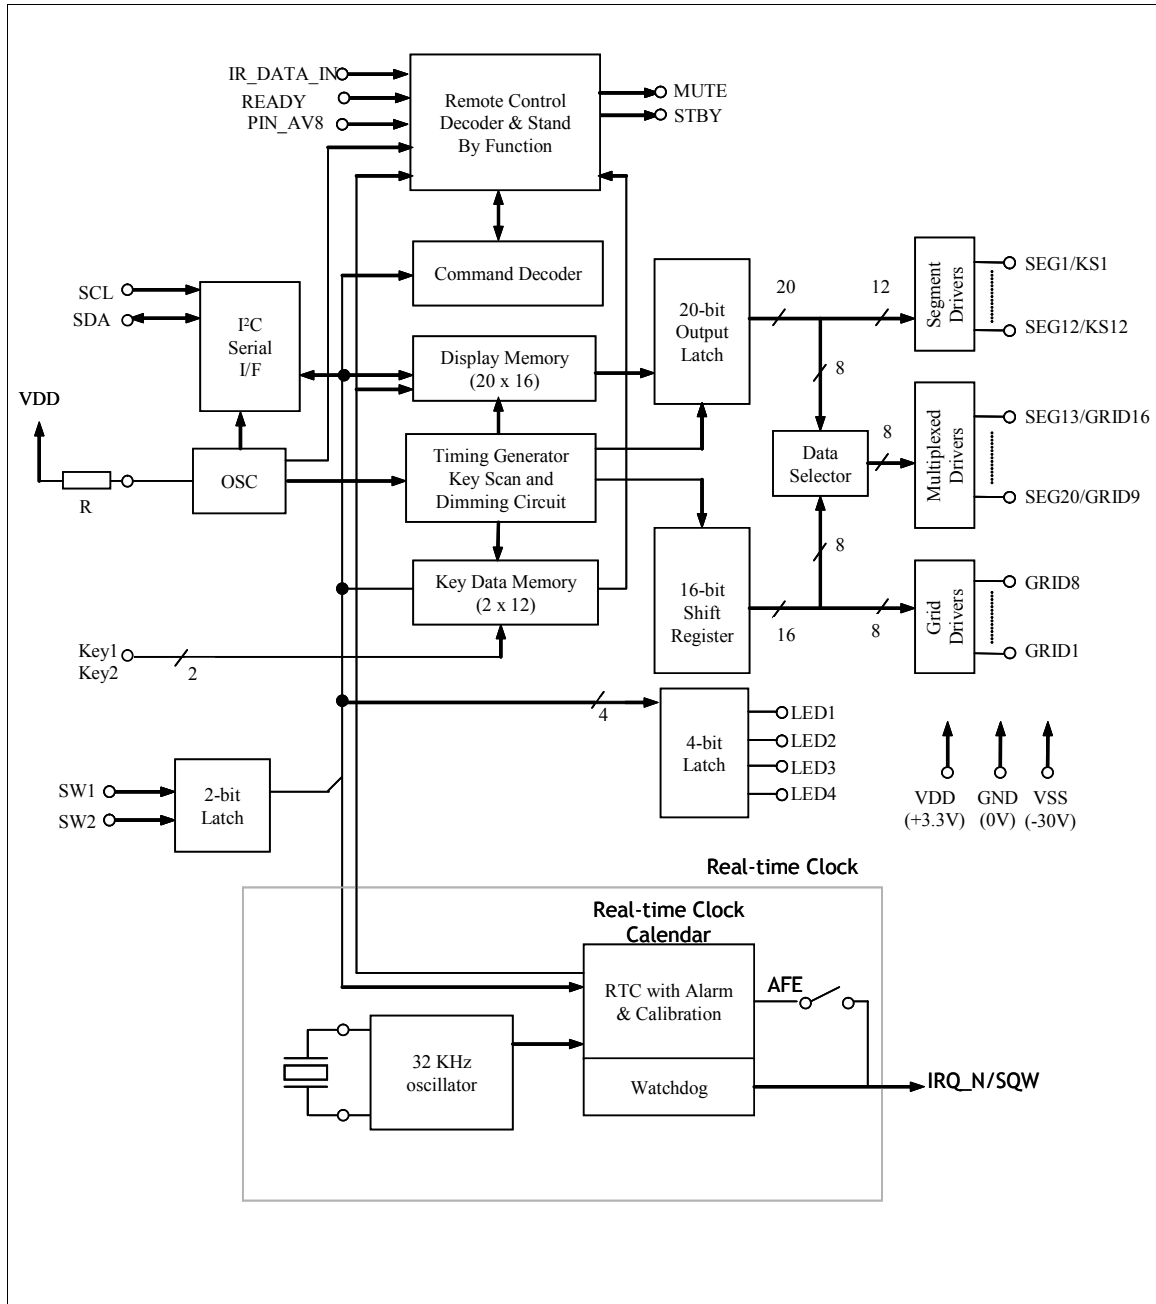 IR_DATA_IN
READY
PIN_AV8
Remote Control
Decoder & Stand
By Function
MUTE
STBY
Command Decoder
SCL
SDA
I²C
Serial
I/F
Display Memory
(20 x 16)
20-bit
Output
Latch
20
12
8
Segment
Drivers
SEG1/KS1
SEG12/KS12
VDD
R
OSC
Timing Generator
Key Scan and
Dimming Circuit
Data
Selector
8
Multiplexed
Drivers
SEG13/GRID16
SEG20/GRID9
Key Data Memory
(2 x 12)
16-bit
Shift
Register
8
16
8
Grid
Drivers
GRID8
GRID1
Key1
Key2
2
4
4-bit
Latch
LED1
LED2
LED3
LED4
SW1
SW2
2-bit
Latch
VDD
(+3.3V)
GND
(0V)
VSS
(-30V)
Real-time Clock
Real-time Clock
Calendar
RTC with Alarm
& Calibration
AFE
32 KHz
oscillator
Watchdog
IRQ_N/SQW